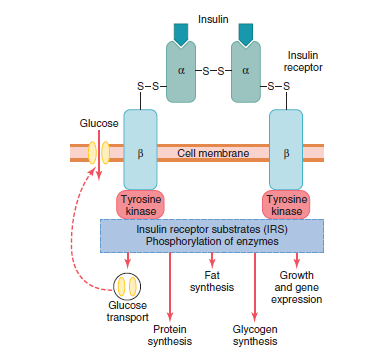 Insulin
Insulin
receptor
α
-S-S-
α
S-S-
-S-S
Glucose
β
Cell membrane
β
Tyrosine
kinase
Tyrosine
kinase
Insulin receptor substrates (IRS)
Phosphorylation of enzymes
Glucose
transport
Fat
synthesis
Growth
and gene
expression
Protein
synthesis
Glycogen
synthesis